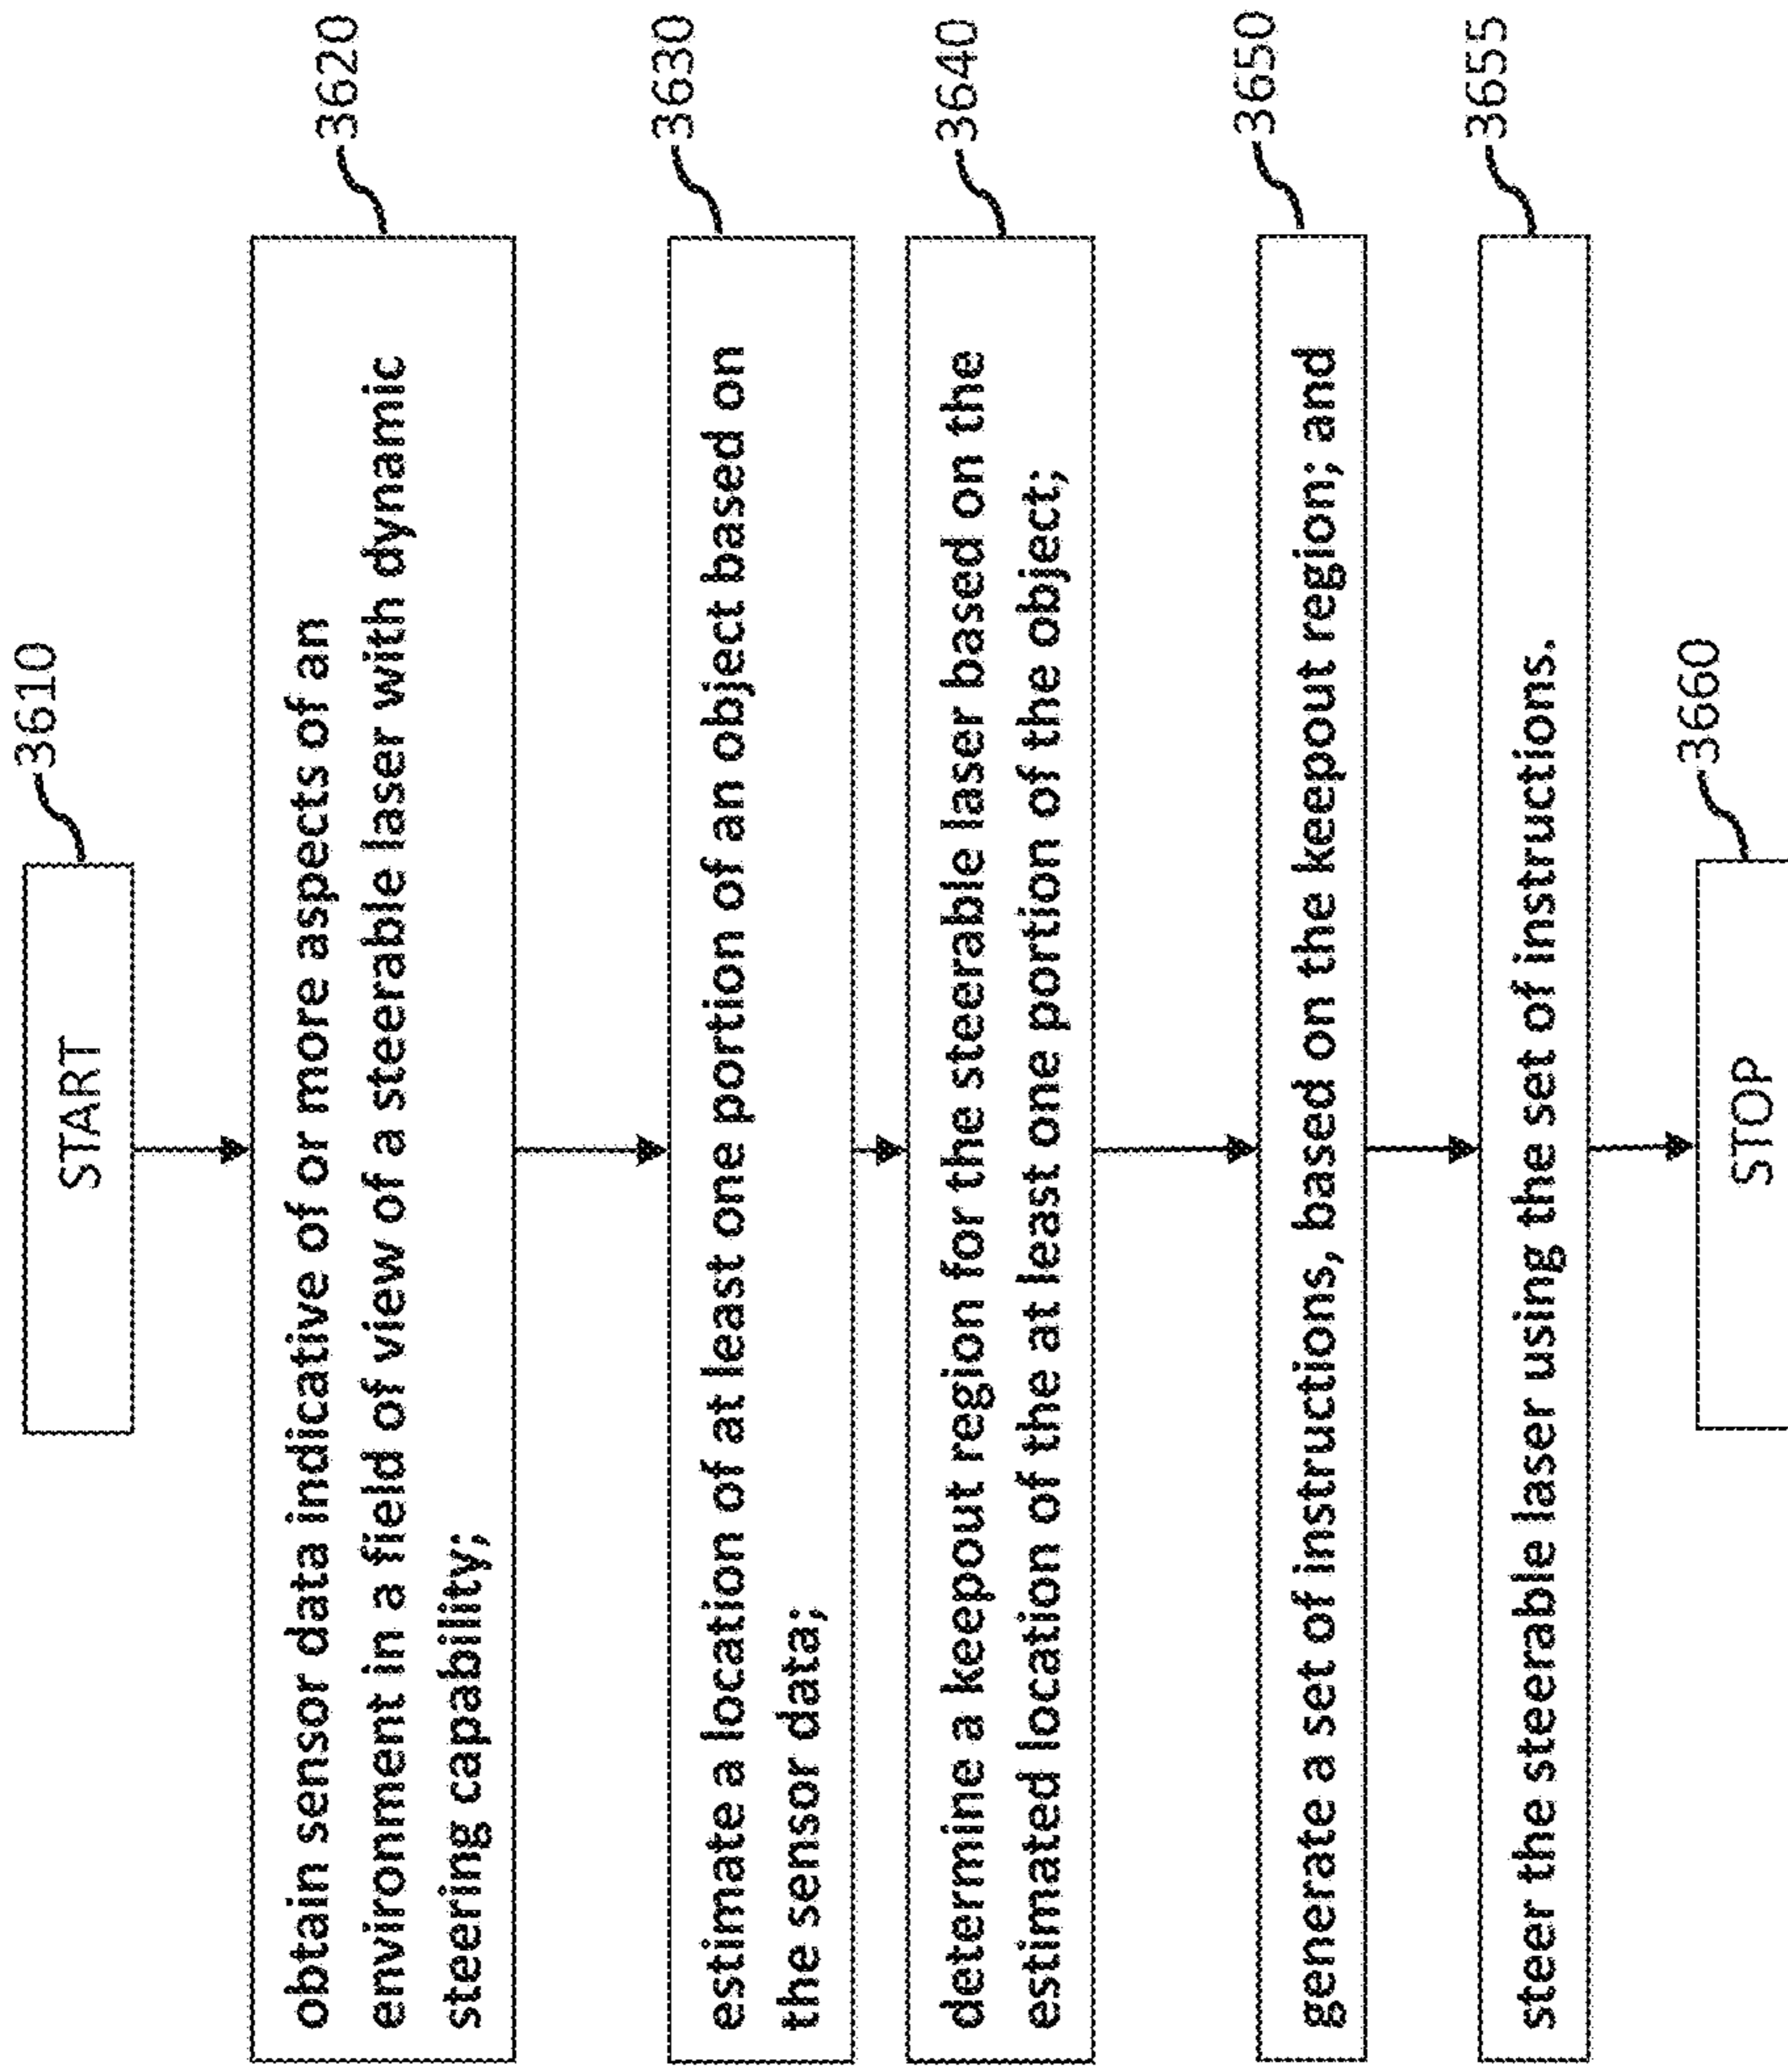 3610
START
3620
obtain sensor data indicative of or more aspects of an
environment in a field of view of a steerable laser with dynamic
steering capability;
3630
estimate a location of at least one portion of an object based on
the sensor data;
3640
determine a keepout region for the steerable laser based on the
estimated location of the at least one portion of the object;
3650
generate a set of instructions, based on the keepout region; and
3655
steer the steerable laser using the set of instructions.
3660
STOP